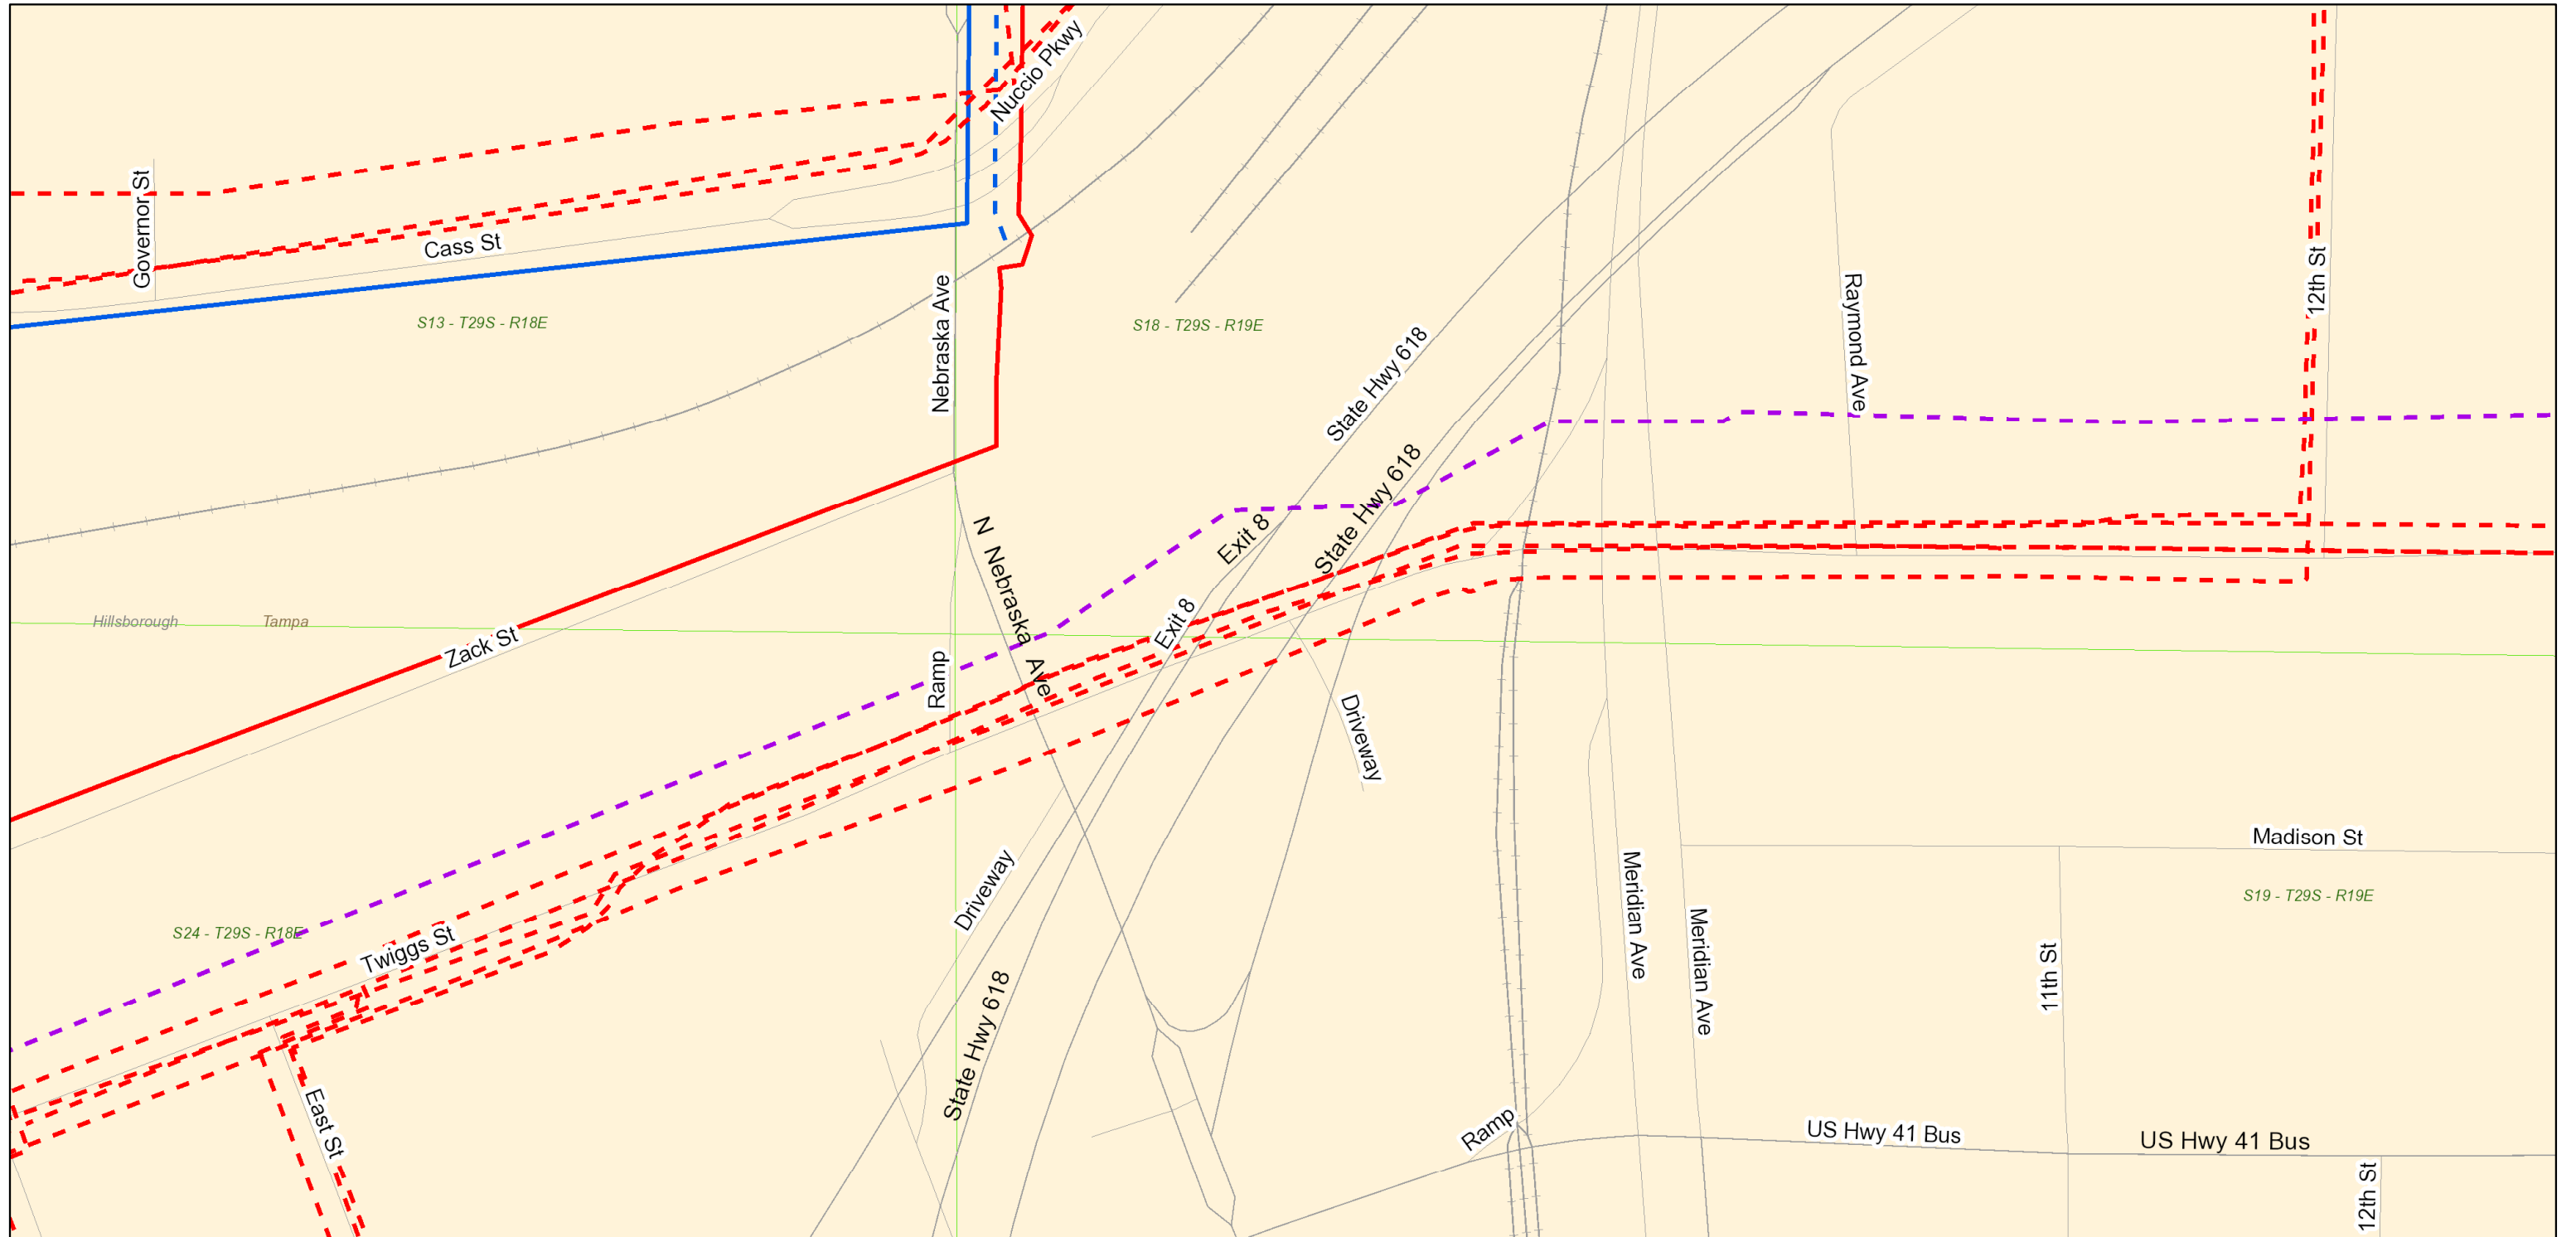 Nuccio Pkwy
Governor St
Cass St
12th St
Nebraska Ave
Raymond Ave
S13 - T29S - R18E
S18 - T29S - R19E
State Hwy 618
State Hwy 618
Exit 8
N Nebraska Ave
Exit 8
Hillsborough
Tampa
Zack St
Ramp
Driveway
Madison St
Driveway
Meridian Ave
S19 - T29S - R19E
S24 - T29S - R18E
Twiggs St
Meridian Ave
11th St
State Hwy 618
East St
Ramp
US Hwy 41 Bus
US Hwy 41 Bus
12th St